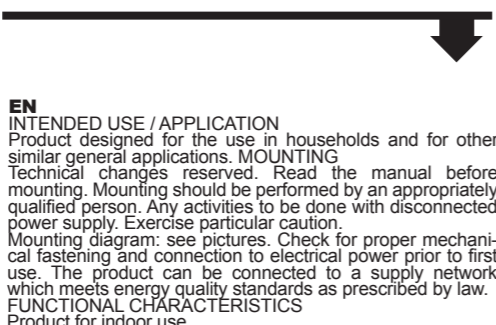 EN
INTENDED USE / APPLICATION
Product designed for the use in households and for other
similar general applications. MOUNTING
Technical changes reserved. Read the manual before
mounting. Mounting should be performed by an appropriately
qualified person. Any activities to be done with disconnected
power supply. Exercise particular caution.
Mounting diagram: see pictures. Check for proper mechani-
cal fastening and connection to electrical power prior to first
use. The product can be connected to a supply network
which meets energy quality standards as prescribed by law.
FUNCTIONAL CHARACTERISTICS
Product for indoor use